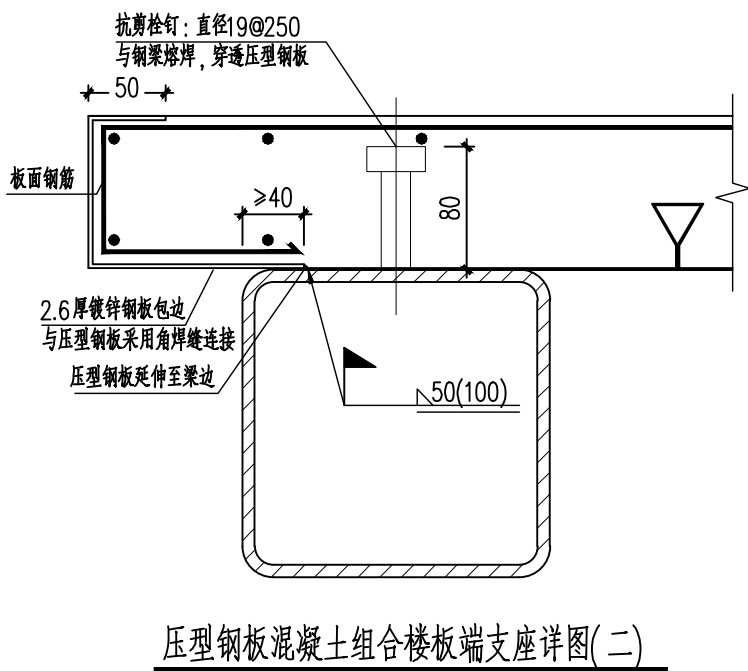 抗剪栓钉:直径19@250
与钢梁熔焊,穿透压型钢板
50
板面钢筋
≥40
80
2.6厚镀锌钢板包边
与压型钢板采用角焊缝连接
压型钢板延伸至梁边
50(100)
压型钢板混凝土组合楼板端支座详图(二)